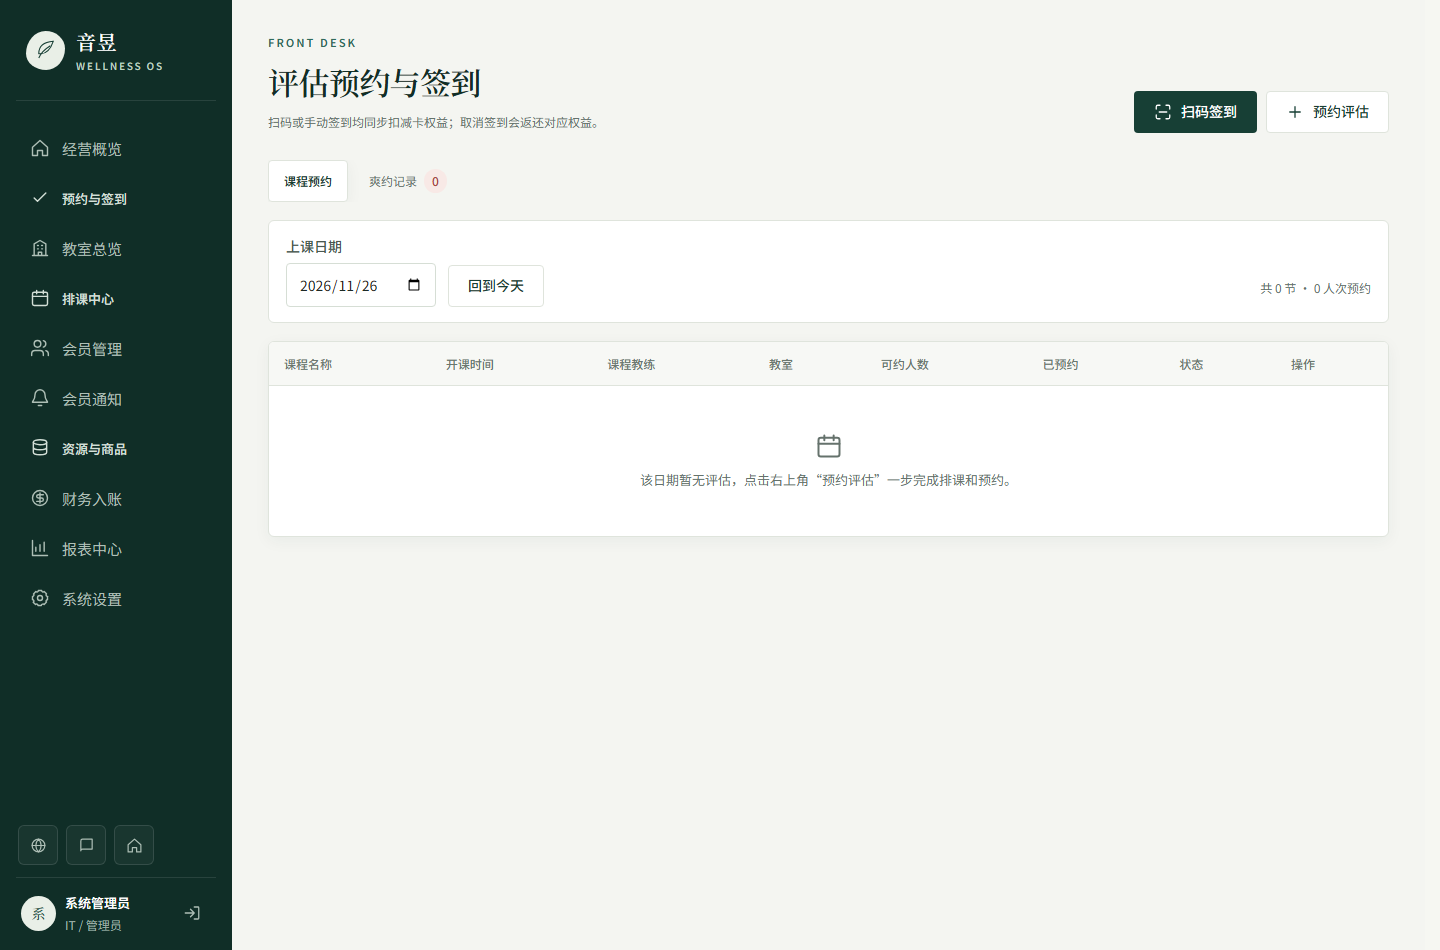 音昱
WELLNESS OS
经营概览
预约与签到
教室总览
排课中心
会员管理
会员通知
资源与商品
财务入账
报表中心
系统设置
系
系统管理员
IT / 管理员
FRONT DESK
评估预约与签到
扫码或手动签到均同步扣减卡权益；取消签到会返还对应权益。
扫码签到
预约评估
课程预约
爽约记录 0
上课日期
2026/11/26
回到今天
共 0 节 · 0 人次预约
课程名称 开课时间 课程教练 教室 可约人数 已预约 状态 操作
该日期暂无评估，点击右上角“预约评估”一步完成排课和预约。